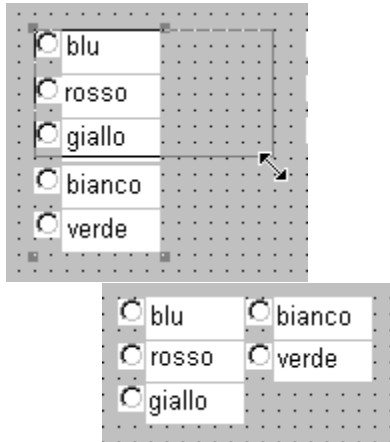 blu
rosso
giallo
bianco
verde
blu bianco
rosso verde
giallo